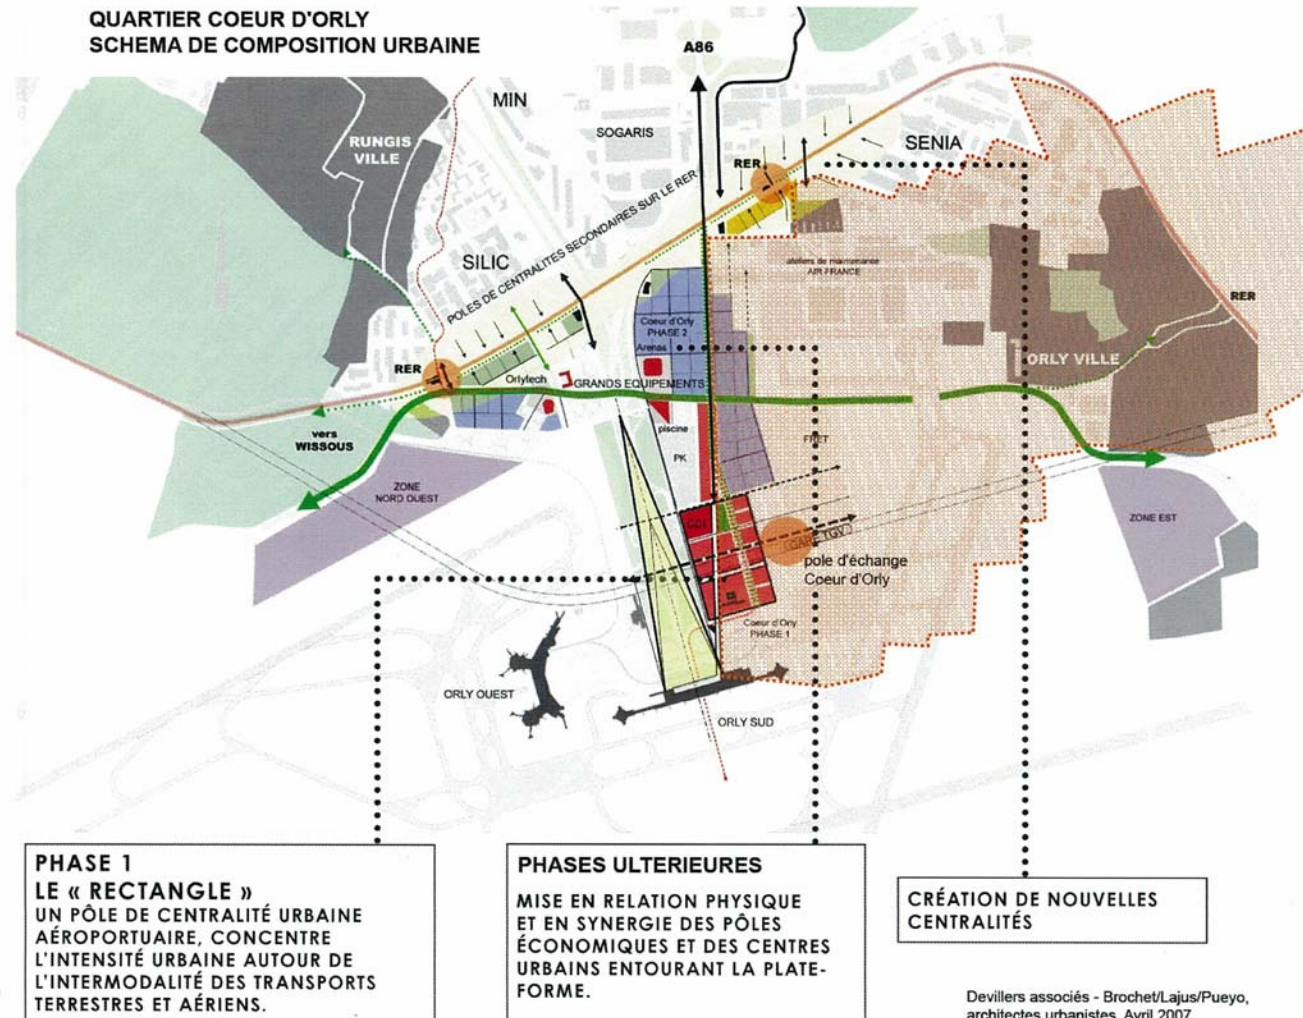 QUARTIER COEUR D'ORLY
SCHEMA DE COMPOSITION URBAINE
A86
MIN
SOGARIS
SENIA
RUNGIS
VILLE
RER
POLES DE CENTRALITES SECONDAIRES SUR LE RER
SILIC
ateliers de maintenance
AIR FRANCE
RER
Coeur d'Orly
PHASE 2
Arenas
ORLY VILLE
RER
Orlytech
GRANDS EQUIPEMENTS
vers
WISSOUS
piscine
FRET
PK
ZONE
NORD OUEST
ZONE EST
CDI
GARE TGV
pole d'échange
Coeur d'Orly
Coeur d'Orly
PHASE 1
ORLY OUEST
ORLY SUD
PHASE 1
LE « RECTANGLE »
UN PÔLE DE CENTRALITÉ URBAINE
AÉROPORTUAIRE, CONCENTRE
L'INTENSITÉ URBAINE AUTOUR DE
L'INTERMODALITÉ DES TRANSPORTS
TERRESTRES ET AÉRIENS.
PHASES ULTERIEURES
MISE EN RELATION PHYSIQUE
ET EN SYNERGIE DES PÔLES
ÉCONOMIQUES ET DES CENTRES
URBAINS ENTOURANT LA PLATE-
FORME.
CRÉATION DE NOUVELLES
CENTRALITÉS
Devillers associés - Brochet/Lajus/Pueyo,
architectes urbanistes, Avril 2007